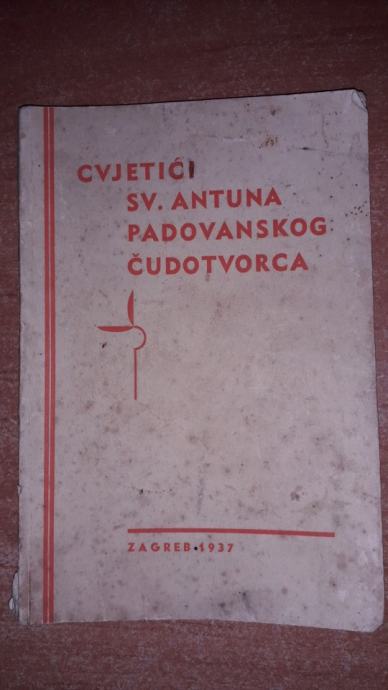 CVJETIĆI
SV. ANTUNA
PADOVANSKOG
ČUDOTVORCA
ZAGREB•1937